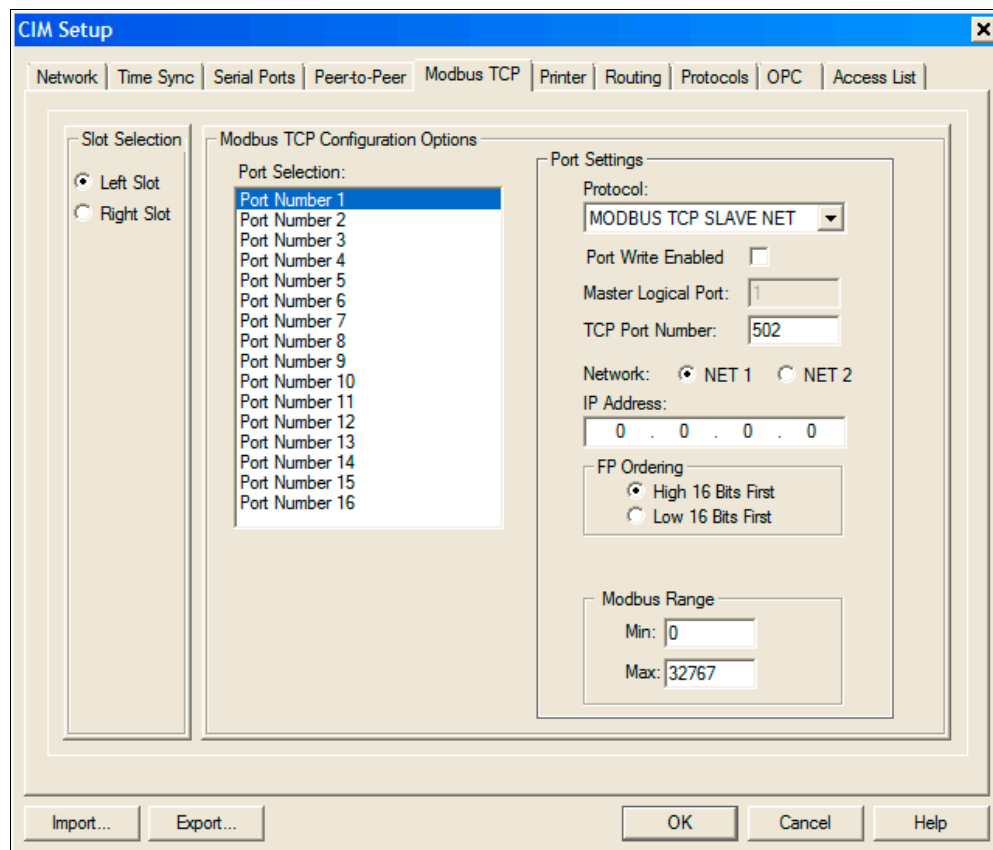 CIM Setup
Network Time Sync Serial Ports Peer-to-Peer Modbus TCP Printer Routing Protocols OPC Access List
Slot Selection
Left Slot
Right Slot
Modbus TCP Configuration Options
Port Selection:
Port Number 1
Port Number 2
Port Number 3
Port Number 4
Port Number 5
Port Number 6
Port Number 7
Port Number 8
Port Number 9
Port Number 10
Port Number 11
Port Number 12
Port Number 13
Port Number 14
Port Number 15
Port Number 16
Port Settings
Protocol:
MODBUS TCP SLAVE NET
Port Write Enabled
Master Logical Port: 1
TCP Port Number: 502
Network: NET 1 NET 2
IP Address:
0 . 0 . 0 . 0
FP Ordering
High 16 Bits First
Low 16 Bits First
Modbus Range
Min: 0
Max: 32767
Import... Export... OK Cancel Help